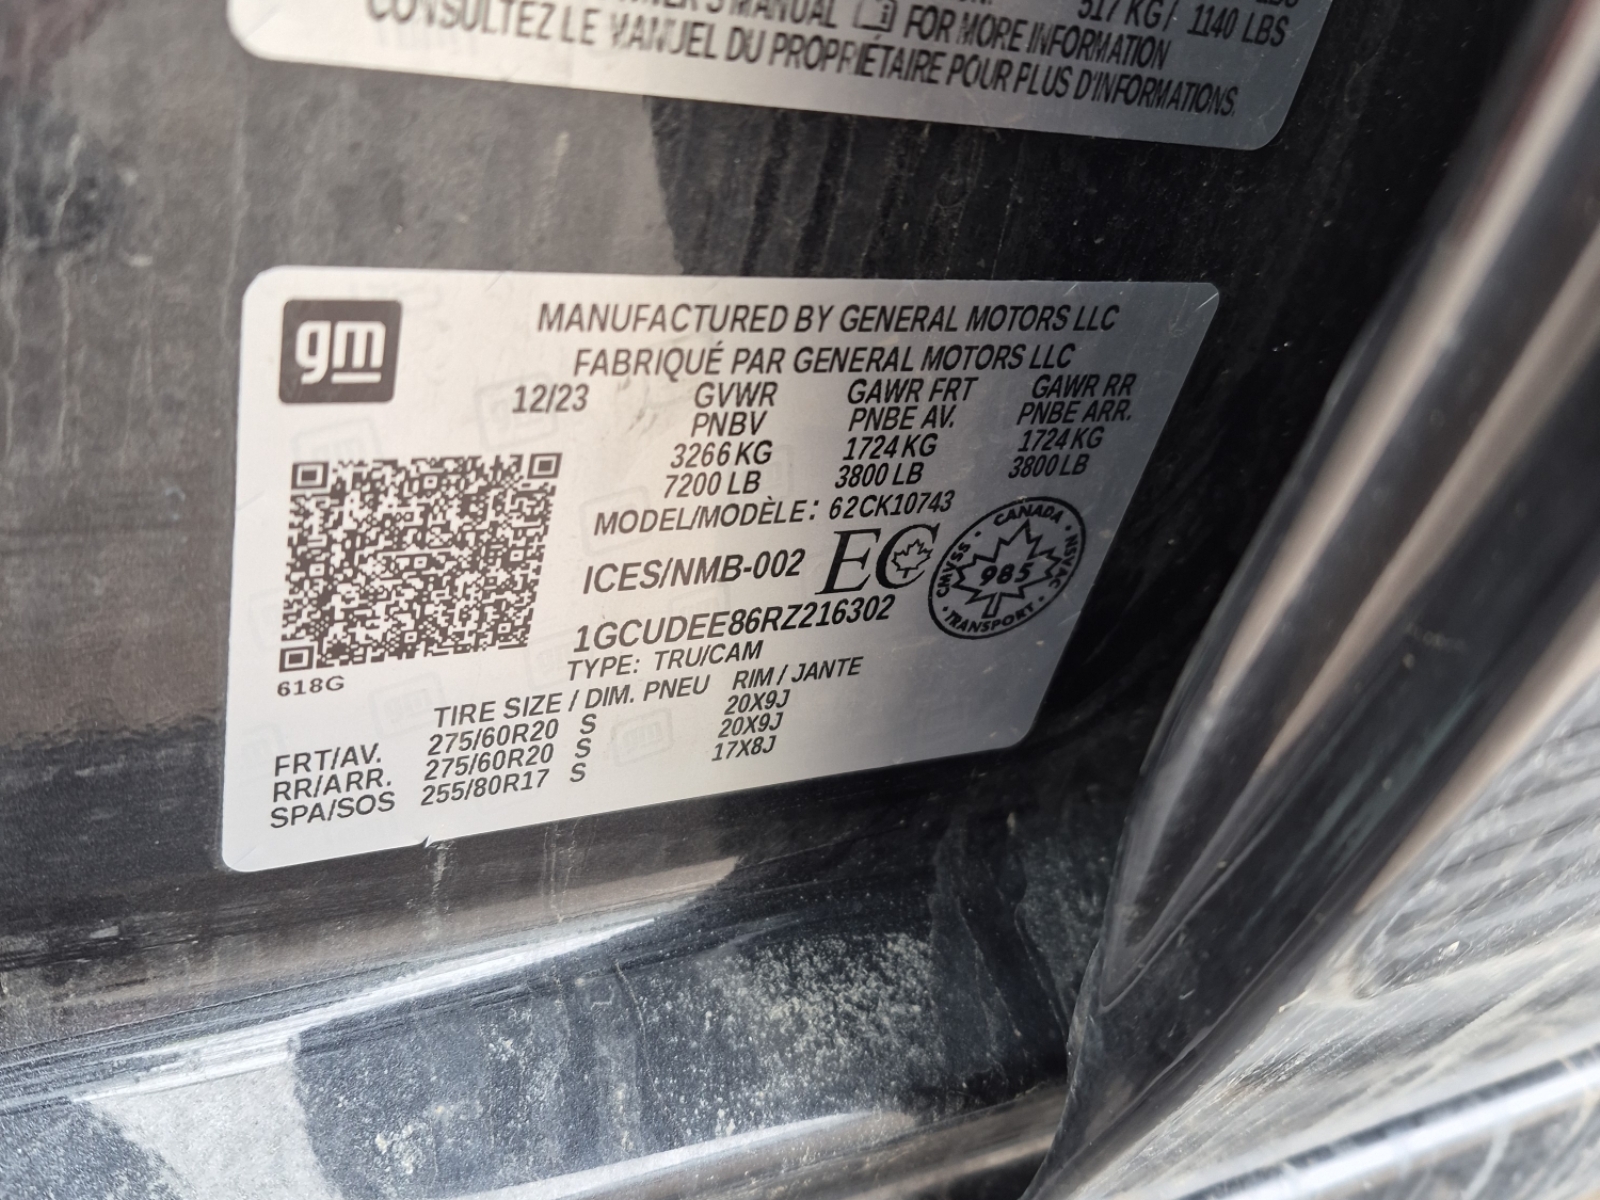 517 KG / 1140 LBS
MANUAL FOR MORE INFORMATION
CONSULTEZ LE MANUEL DU PROPRIÉTAIRE POUR PLUS D'INFORMATIONS.
gm
MANUFACTURED BY GENERAL MOTORS LLC
FABRIQUÉ PAR GENERAL MOTORS LLC
12/23 GVWR GAWR FRT GAWR RR
PNBV PNBE AV. PNBE ARR.
3266 KG 1724 KG 1724 KG
7200 LB 3800 LB 3800 LB
MODEL/MODÈLE: 62CK10743
ICES/NMB-002 EC
CANADA
CMVSS 985 NSVAC
TRANSPORT
1GCUDEE86RZ216302
TYPE: TRU/CAM
618G
TIRE SIZE / DIM. PNEU RIM / JANTE
FRT/AV. 275/60R20 S 20X9J
RR/ARR. 275/60R20 S 20X9J
SPA/SOS 255/80R17 S 17X8J